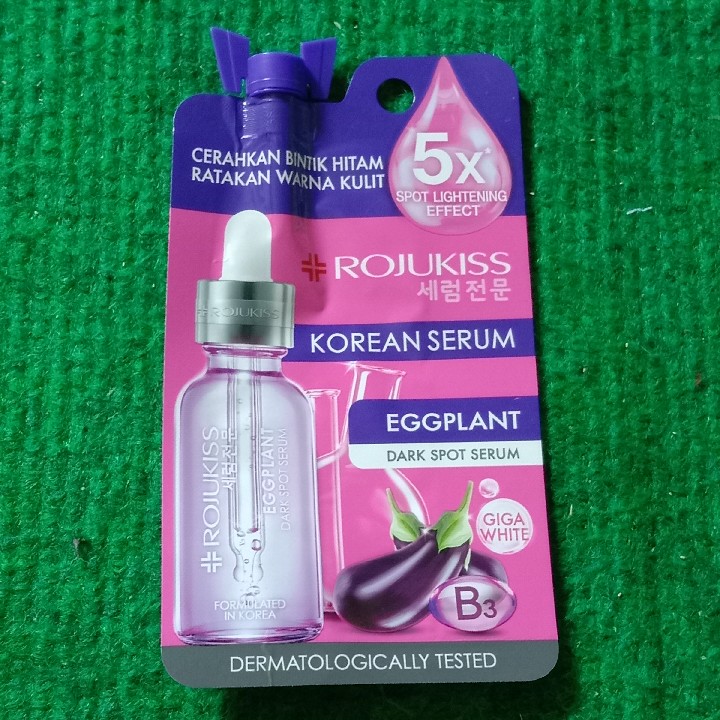 CERAHKAN BINTIK HITAM
RATAKAN WARNA KULIT
5x*
SPOT LIGHTENING
EFFECT
ROJUKISS
세럼전문
KOREAN SERUM
EGGPLANT
DARK SPOT SERUM
GIGA
WHITE
B3
ROJUKISS
ROJUKISS
세럼전문
EGGPLANT
DARK SPOT SERUM
FORMULATED
IN KOREA
DERMATOLOGICALLY TESTED